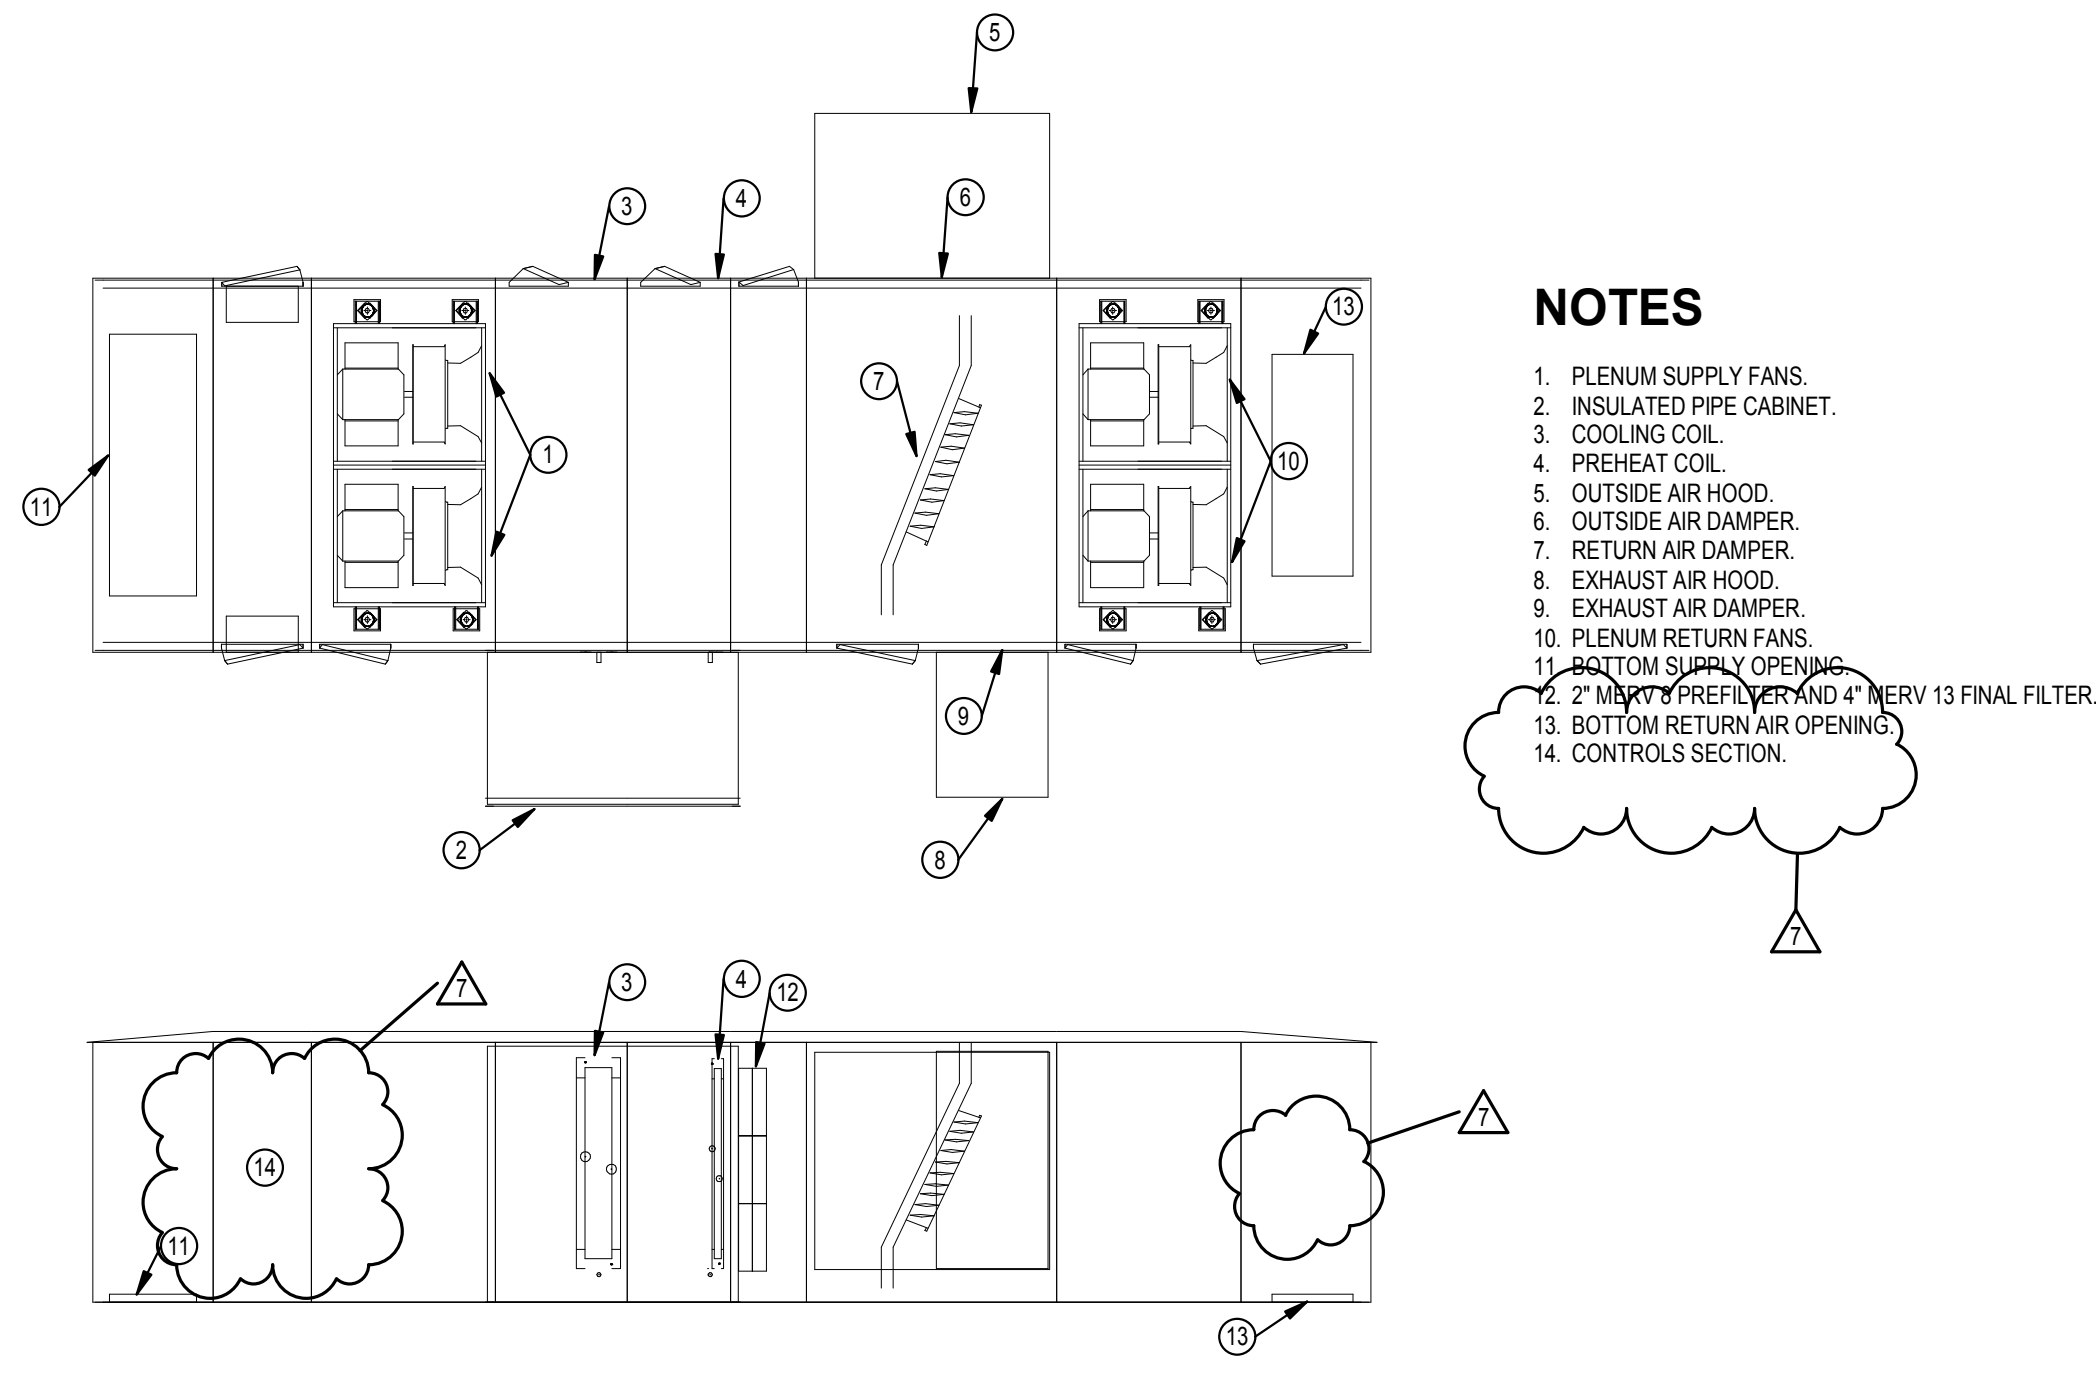 5
3
4
6
13
7
1
10
11
9
2
8
NOTES
1. PLENUM SUPPLY FANS.
2. INSULATED PIPE CABINET.
3. COOLING COIL.
4. PREHEAT COIL.
5. OUTSIDE AIR HOOD.
6. OUTSIDE AIR DAMPER.
7. RETURN AIR DAMPER.
8. EXHAUST AIR HOOD.
9. EXHAUST AIR DAMPER.
10. PLENUM RETURN FANS.
11. BOTTOM SUPPLY OPENING.
12. 2" MERV 8 PREFILTER AND 4" MERV 13 FINAL FILTER.
13. BOTTOM RETURN AIR OPENING.
14. CONTROLS SECTION.
7
7
3
4
12
7
14
11
13